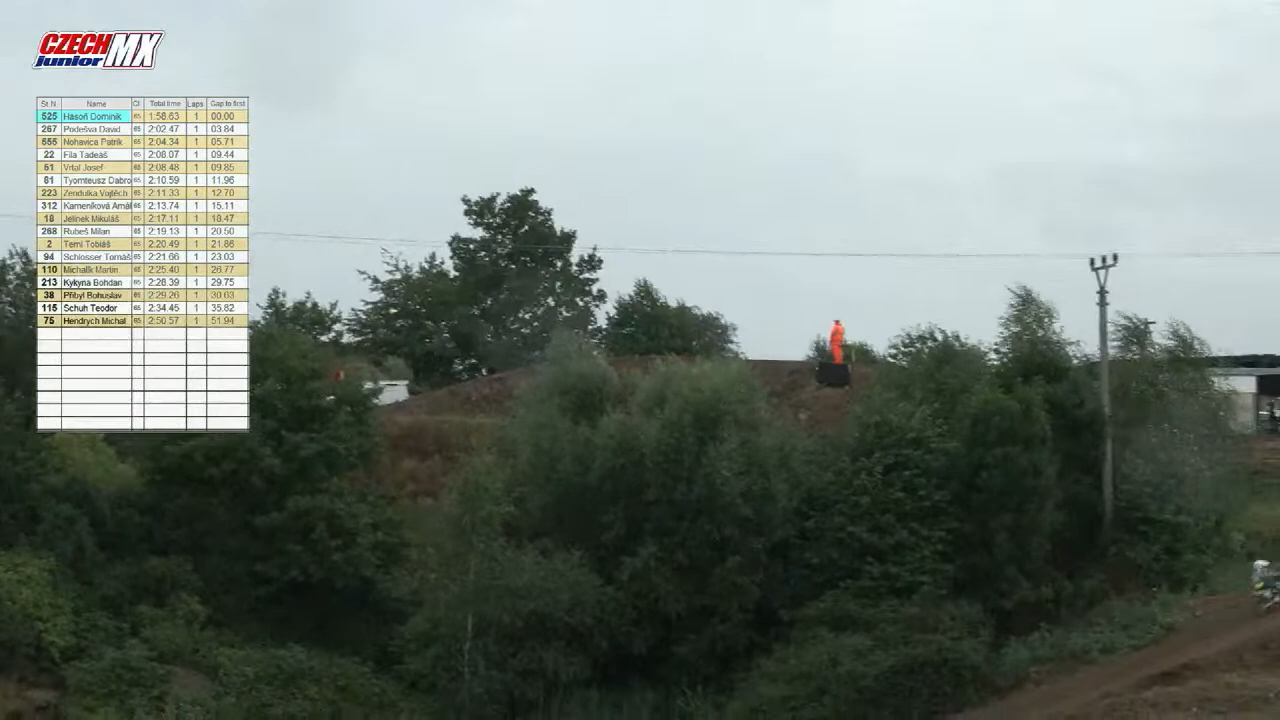 CZECH MX
junior
St.N. Name Cl Total time Laps Gap to first
525 Hasoň Dominik 65 1:58.63 1 00.00
267 Poděšva David 65 2:02.47 1 03.84
555 Nohavica Patrik 65 2:04.34 1 05.71
22 Fila Tadeáš 65 2:08.07 1 09.44
51 Vrtal Josef 65 2:08.48 1 09.85
81 Tyomteusz Dabro 65 2:10.59 1 11.96
223 Zendulka Vojtěch 65 2:11.33 1 12.70
312 Kameníková Amál 65 2:13.74 1 15.11
18 Jelínek Mikuláš 65 2:17.11 1 18.47
268 Rubeš Milan 65 2:19.13 1 20.50
2 Teml Tobiáš 65 2:20.49 1 21.86
94 Schlosser Tomáš 65 2:21.66 1 23.03
110 Michalík Martin 65 2:25.40 1 26.77
213 Kykyna Bohdan 65 2:28.39 1 29.75
38 Přibyl Bohuslav 65 2:29.26 1 30.63
115 Schuh Teodor 65 2:34.45 1 35.82
75 Hendrych Michal 65 2:50.57 1 51.94